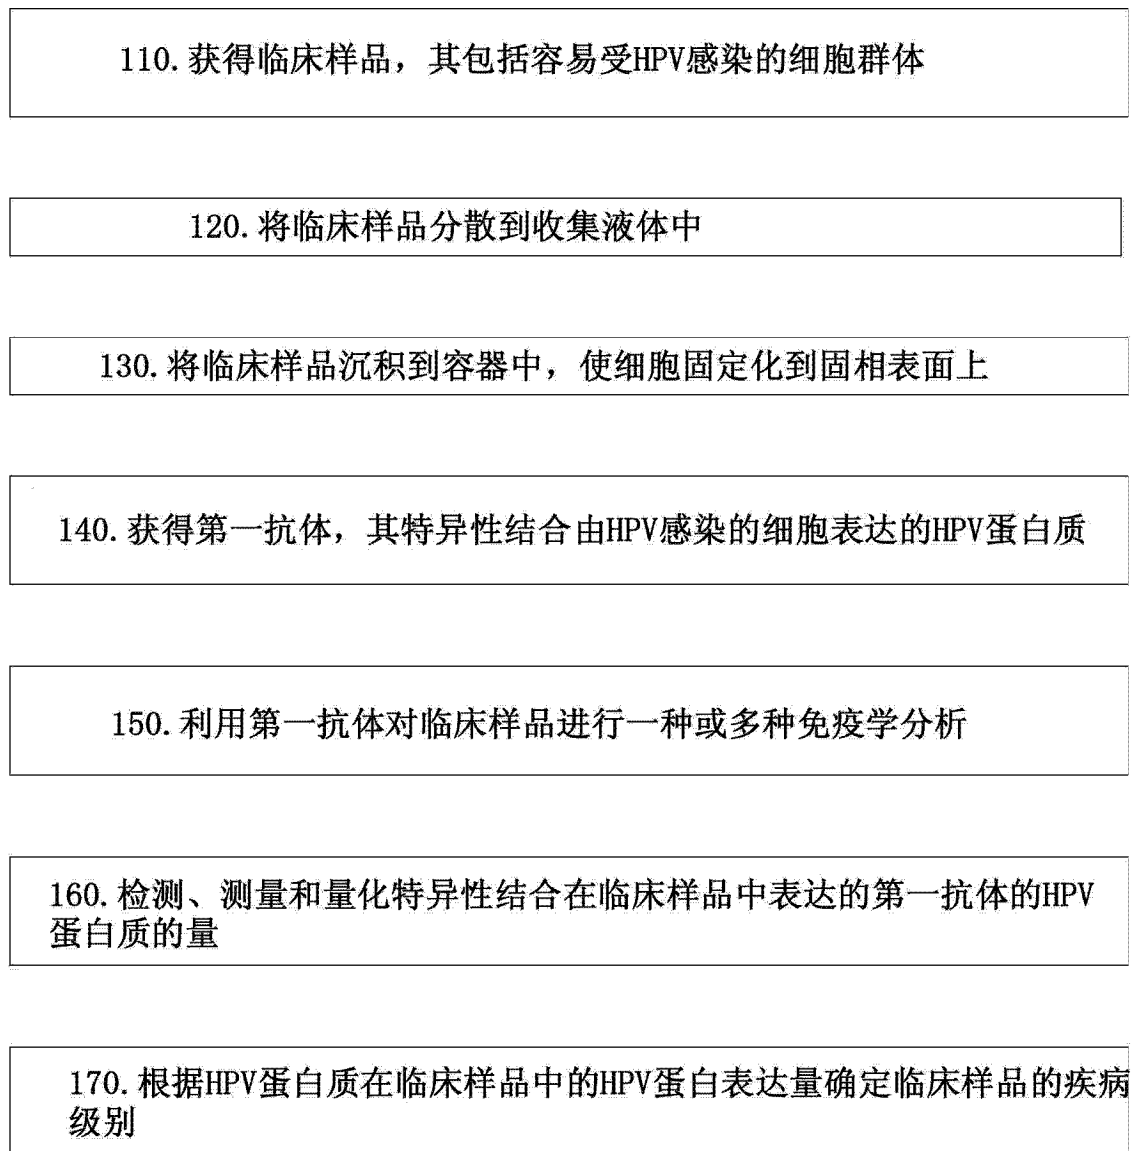 110.获得临床样品，其包括容易受HPV感染的细胞群体
120.将临床样品分散到收集液体中
130.将临床样品沉积到容器中，使细胞固定化到固相表面上
140.获得第一抗体，其特异性结合由HPV感染的细胞表达的HPV蛋白质
150.利用第一抗体对临床样品进行一种或多种免疫学分析
160.检测、测量和量化特异性结合在临床样品中表达的第一抗体的HPV
蛋白质的量
170.根据HPV蛋白质在临床样品中的HPV蛋白表达量确定临床样品的疾病
级别